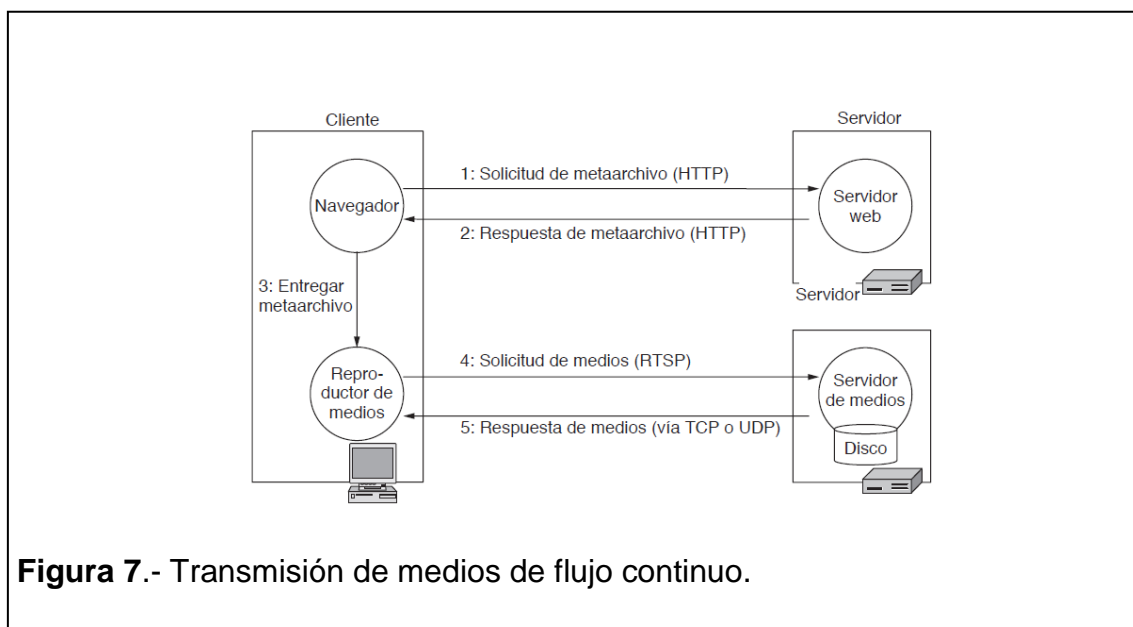 Cliente
Servidor
1: Solicitud de metaarchivo (HTTP)
Navegador
Servidor
web
2: Respuesta de metaarchivo (HTTP)
3: Entregar
metaarchivo
Servidor
4: Solicitud de medios (RTSP)
Repro-
ductor de
medios
Servidor
de medios
5: Respuesta de medios (vía TCP o UDP)
Disco
Figura 7.- Transmisión de medios de flujo continuo.